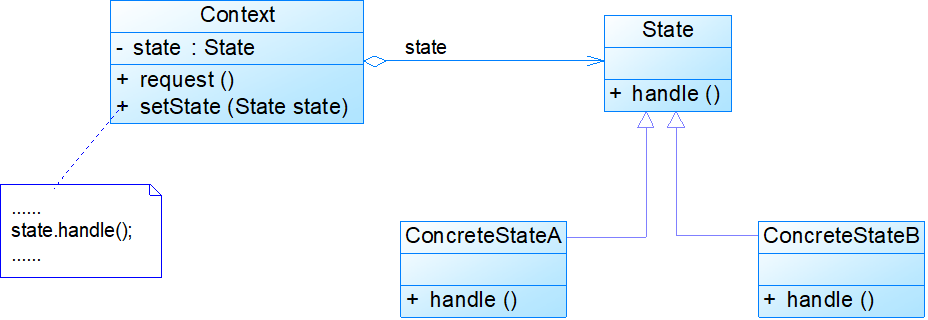 Context
- state : State
+ request ()
+ setState (State state)
state
State
+ handle ()
......
state.handle();
......
ConcreteStateA
+ handle ()
ConcreteStateB
+ handle ()